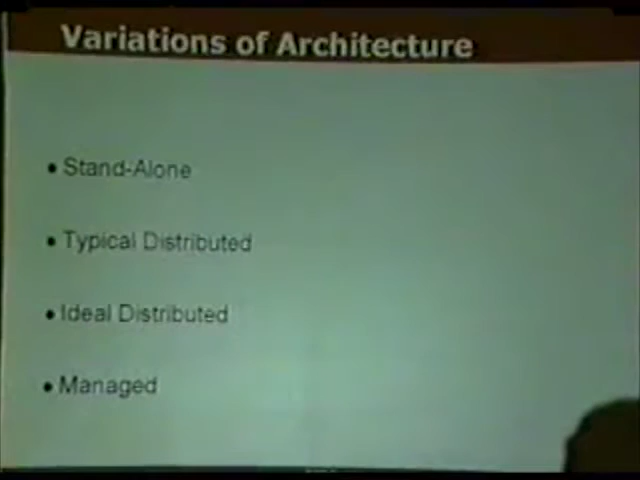 Variations of Architecture
• Stand-Alone
• Typical Distributed
• Ideal Distributed
• Managed